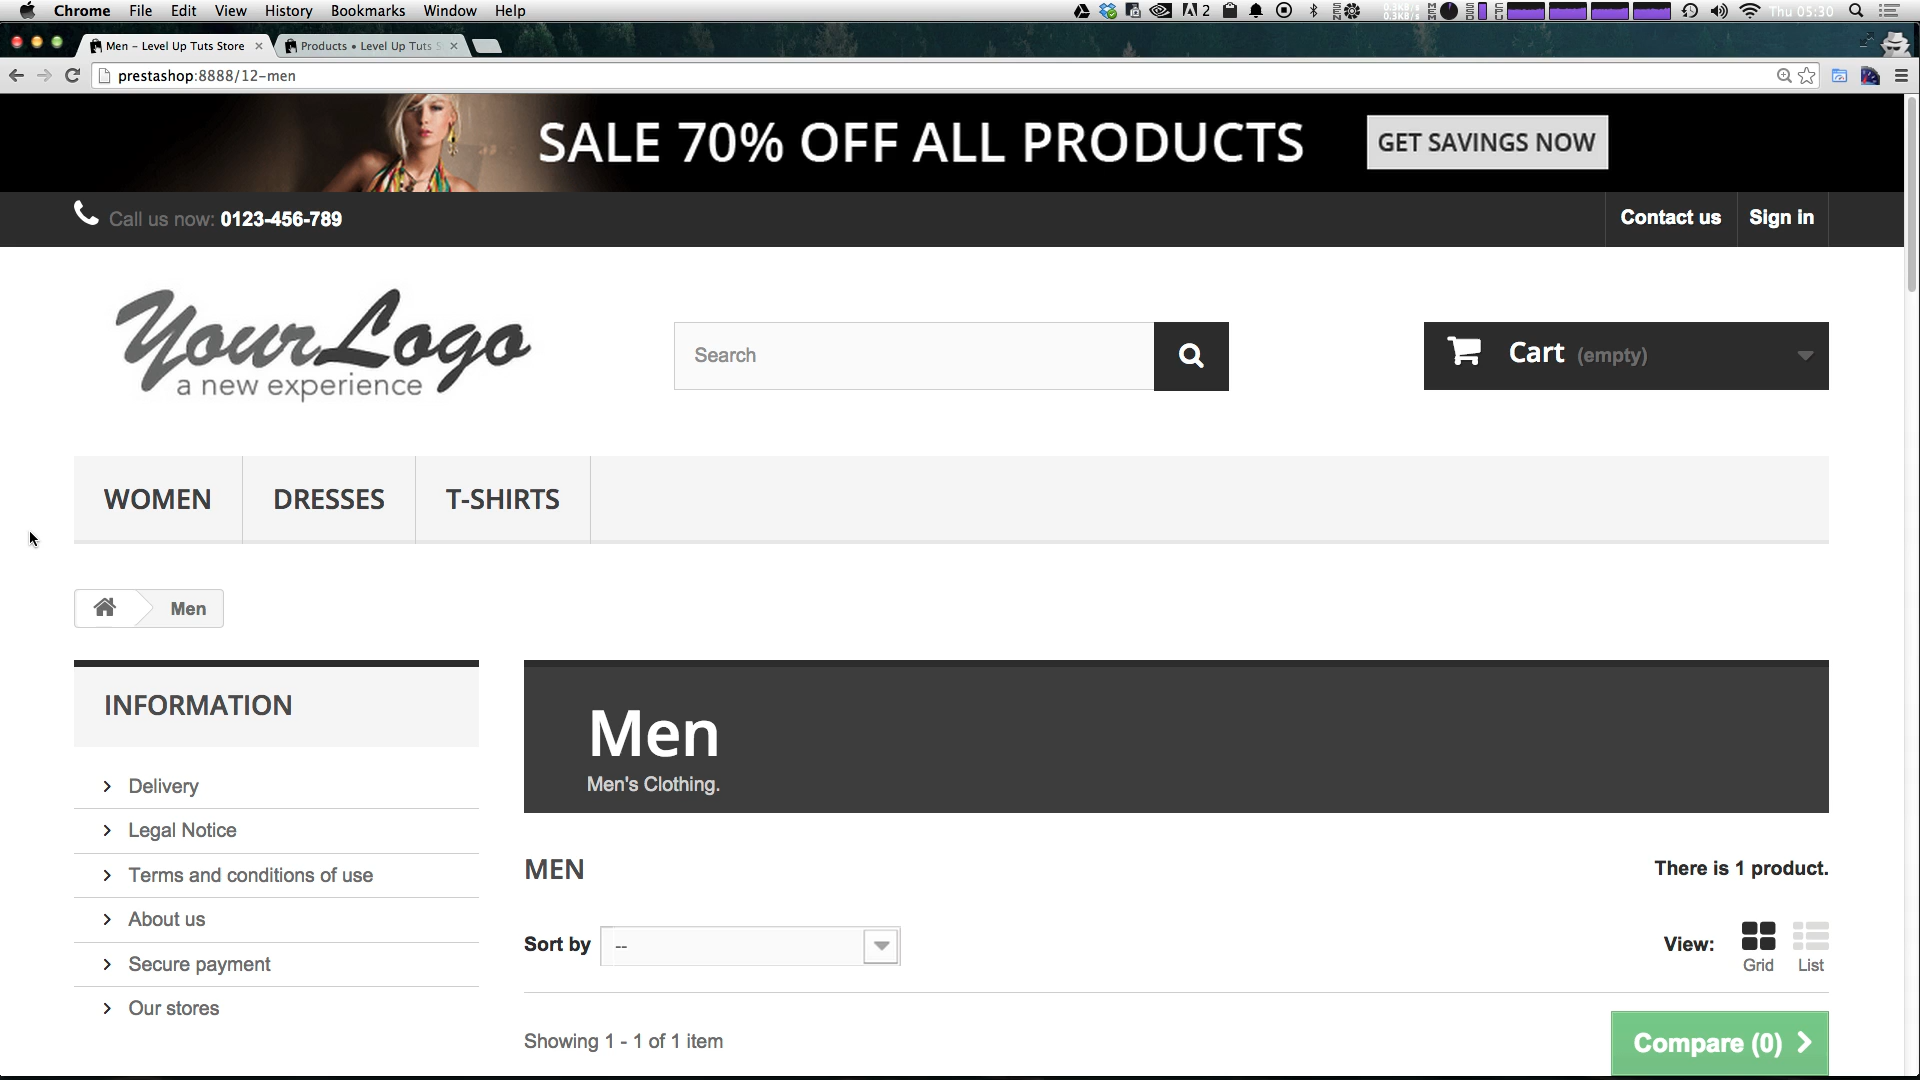 Chrome File Edit View History Bookmarks Window Help 2 Thu 05:30
Men – Level Up Tuts Store Products • Level Up Tuts S
prestashop:8888/12-men
SALE 70% OFF ALL PRODUCTS GET SAVINGS NOW
Call us now: 0123-456-789 Contact us Sign in
YourLogo
a new experience
Search
Cart (empty)
WOMEN DRESSES T-SHIRTS
Men
INFORMATION
Delivery
Legal Notice
Terms and conditions of use
About us
Secure payment
Our stores
Men
Men's Clothing.
MEN There is 1 product.
Sort by -- View: Grid List
Showing 1 - 1 of 1 item Compare (0)